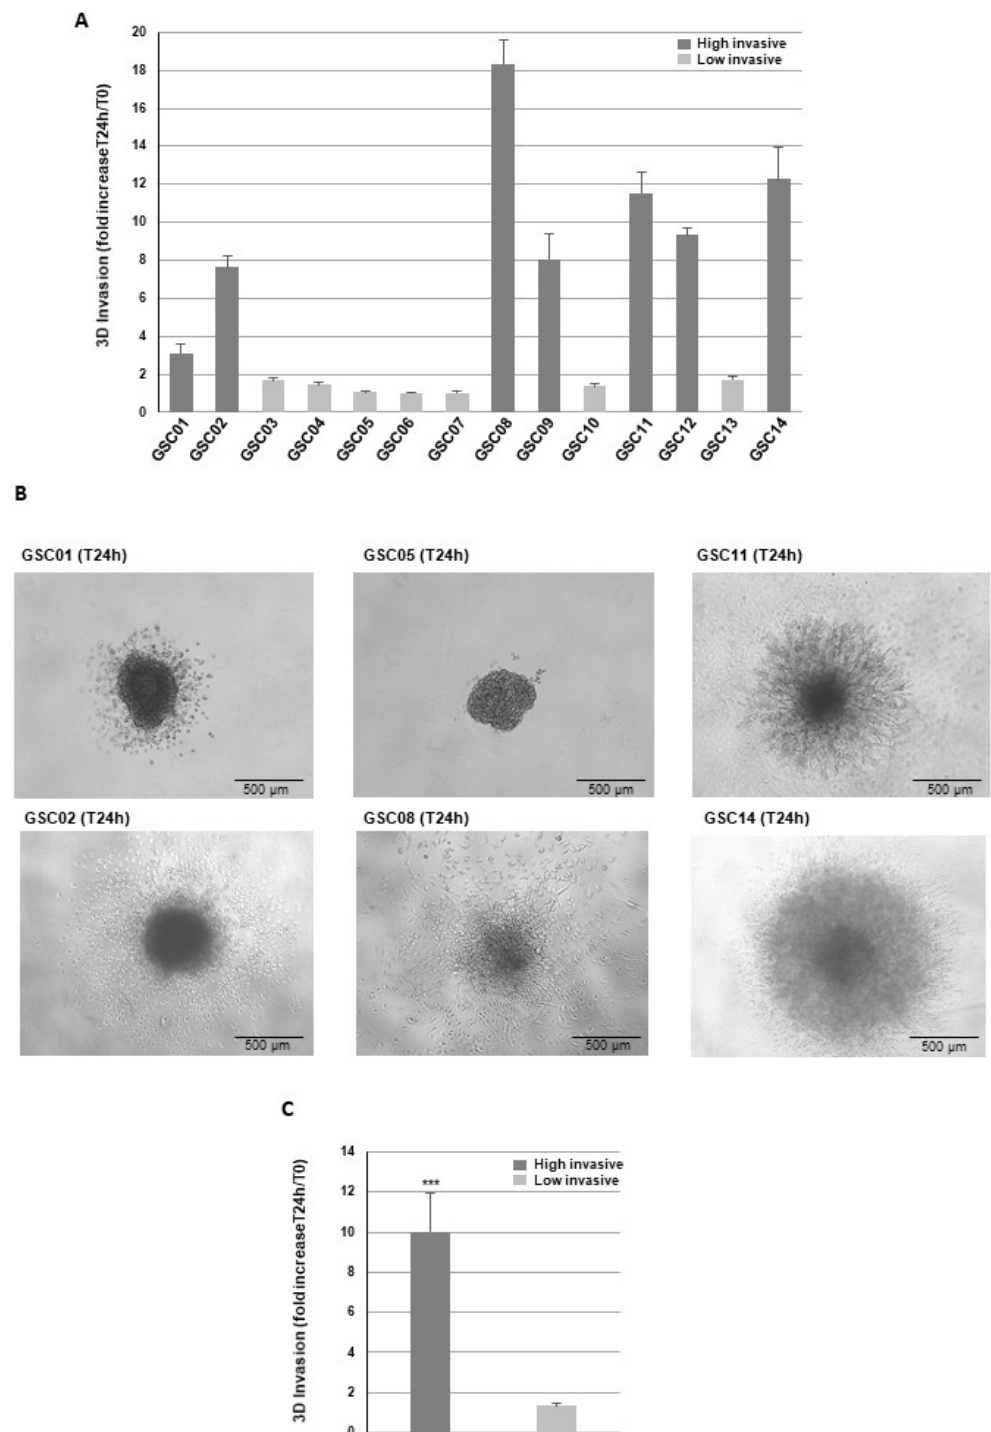 A
3D Invasion (fold increase T24h/T0)
20
18
16
14
12
10
8
6
4
2
0
High invasive
Low invasive
GSC01 GSC02 GSC03 GSC04 GSC05 GSC06 GSC07 GSC08 GSC09 GSC10 GSC11 GSC12 GSC13 GSC14
B
GSC01 (T24h) GSC05 (T24h) GSC11 (T24h)
500 µm 500 µm 500 µm
GSC02 (T24h) GSC08 (T24h) GSC14 (T24h)
500 µm 500 µm 500 µm
C
3D Invasion (fold increase T24h/T0)
14
12
10
8
6
4
2
0
High invasive
Low invasive
***